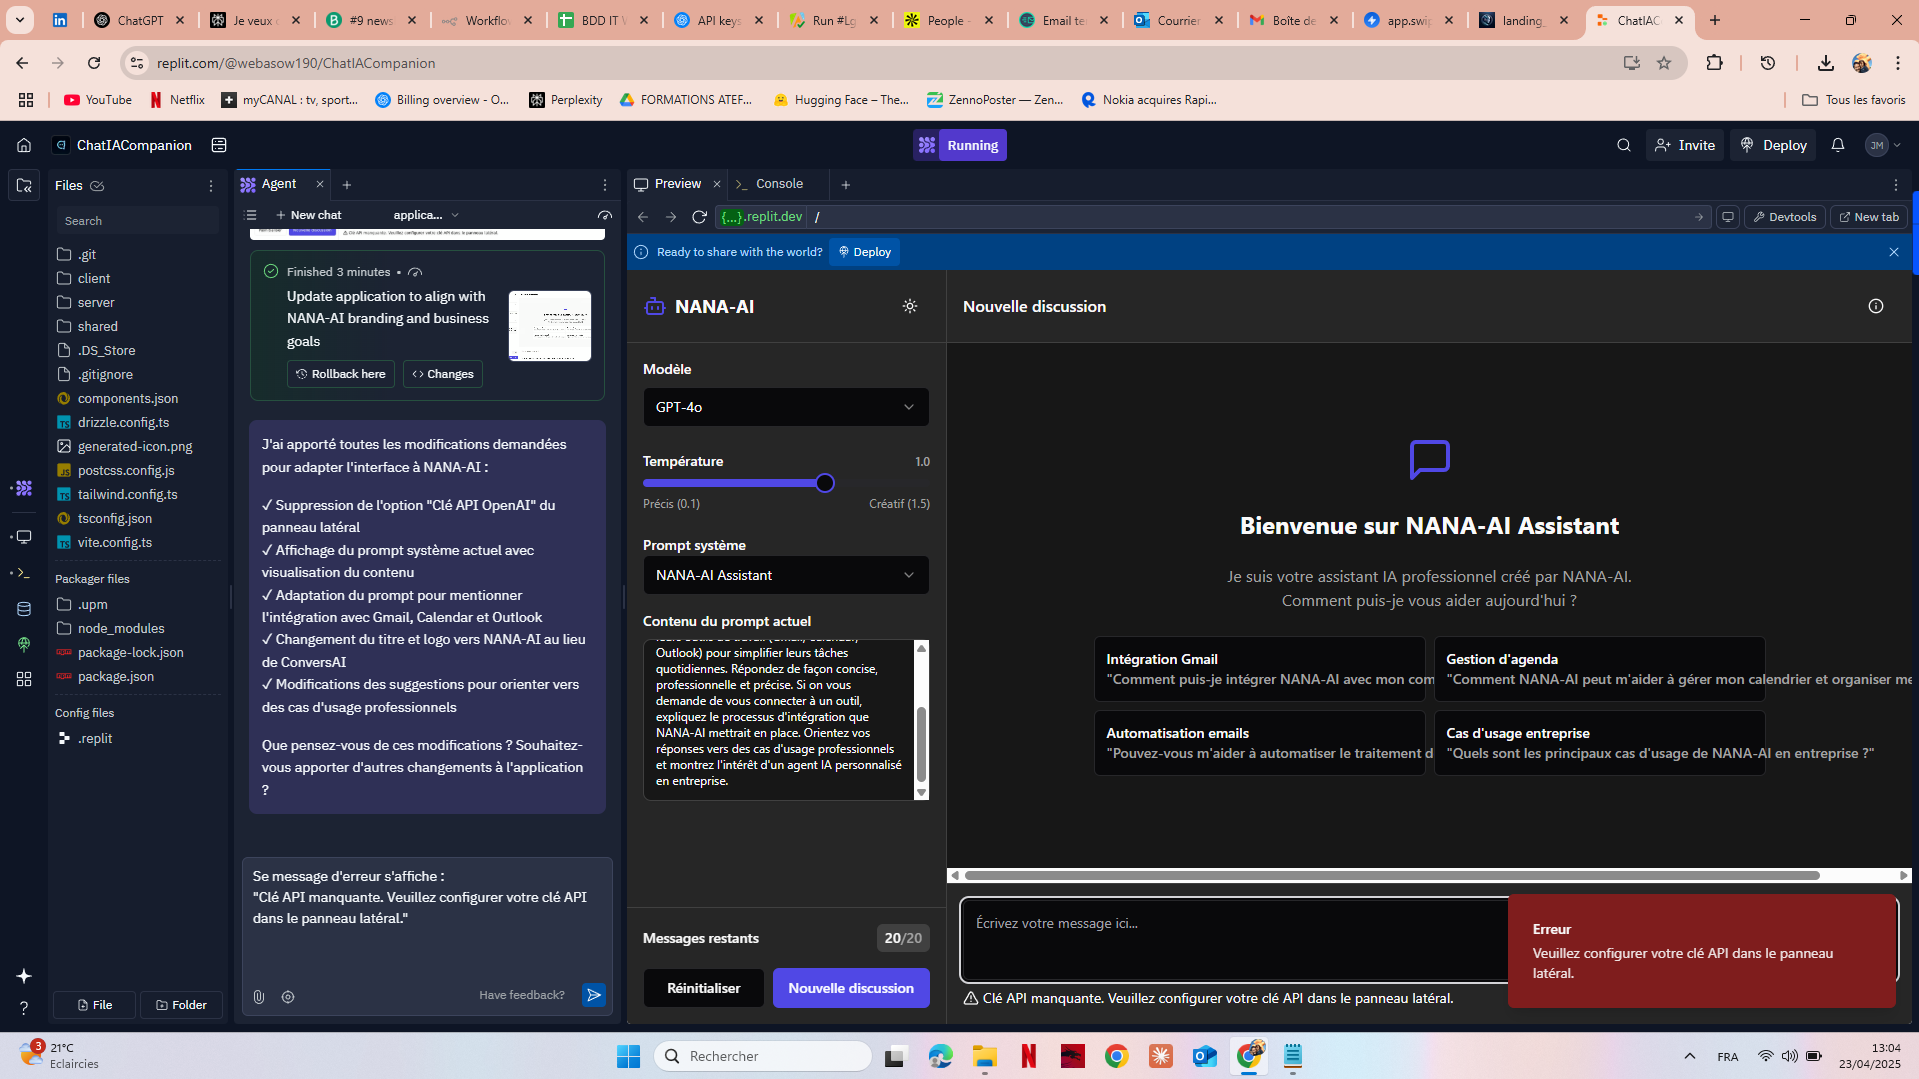 ChatGPT
Je veux c
#9 news
Workflow
BDD IT V
API keys
Run #Lg
People -
Email te
Courrier
Boîte de
app.swip
landing_
ChatIAC
replit.com/@webasow190/ChatIACompanion
YouTube
Netflix
myCANAL : tv, sport...
Billing overview - O...
Perplexity
FORMATIONS ATEF...
Hugging Face – The...
ZennoPoster — Zen...
Nokia acquires Rapi...
Tous les favoris
ChatIACompanion
Running
Invite
Deploy
JM
Files
Search
.git
client
server
shared
.DS_Store
.gitignore
components.json
drizzle.config.ts
generated-icon.png
postcss.config.js
tailwind.config.ts
tsconfig.json
vite.config.ts
Packager files
.upm
node_modules
package-lock.json
package.json
Config files
.replit
File
Folder
Agent
New chat
applica...
Finished 3 minutes •
Update application to align with
NANA-AI branding and business
goals
Rollback here
Changes
J'ai apporté toutes les modifications demandées
pour adapter l'interface à NANA-AI :
✓ Suppression de l'option "Clé API OpenAI" du
panneau latéral
✓ Affichage du prompt système actuel avec
visualisation du contenu
✓ Adaptation du prompt pour mentionner
l'intégration avec Gmail, Calendar et Outlook
✓ Changement du titre et logo vers NANA-AI au lieu
de ConversAI
✓ Modifications des suggestions pour orienter vers
des cas d'usage professionnels
Que pensez-vous de ces modifications ? Souhaitez-
vous apporter d'autres changements à l'application
?
Se message d'erreur s'affiche :
"Clé API manquante. Veuillez configurer votre clé API
dans le panneau latéral."
Have feedback?
Preview
Console
{...}.replit.dev /
Devtools
New tab
Ready to share with the world?
Deploy
NANA-AI
Modèle
GPT-4o
Température
1.0
Précis (0.1)
Créatif (1.5)
Prompt système
NANA-AI Assistant
Contenu du prompt actuel
Outlook) pour simplifier leurs tâches
quotidiennes. Répondez de façon concise,
professionnelle et précise. Si on vous
demande de vous connecter à un outil,
expliquez le processus d'intégration que
NANA-AI mettrait en place. Orientez vos
réponses vers des cas d'usage professionnels
et montrez l'intérêt d'un agent IA personnalisé
en entreprise.
Messages restants
20/20
Réinitialiser
Nouvelle discussion
Nouvelle discussion
Bienvenue sur NANA-AI Assistant
Je suis votre assistant IA professionnel créé par NANA-AI.
Comment puis-je vous aider aujourd'hui ?
Intégration Gmail
"Comment puis-je intégrer NANA-AI avec mon com
Gestion d'agenda
"Comment NANA-AI peut m'aider à gérer mon calendrier et organiser me
Automatisation emails
"Pouvez-vous m'aider à automatiser le traitement d
Cas d'usage entreprise
"Quels sont les principaux cas d'usage de NANA-AI en entreprise ?"
Écrivez votre message ici...
Clé API manquante. Veuillez configurer votre clé API dans le panneau latéral.
Erreur
Veuillez configurer votre clé API dans le panneau
latéral.
3
21°C
Eclaircies
Rechercher
FRA
13:04
23/04/2025